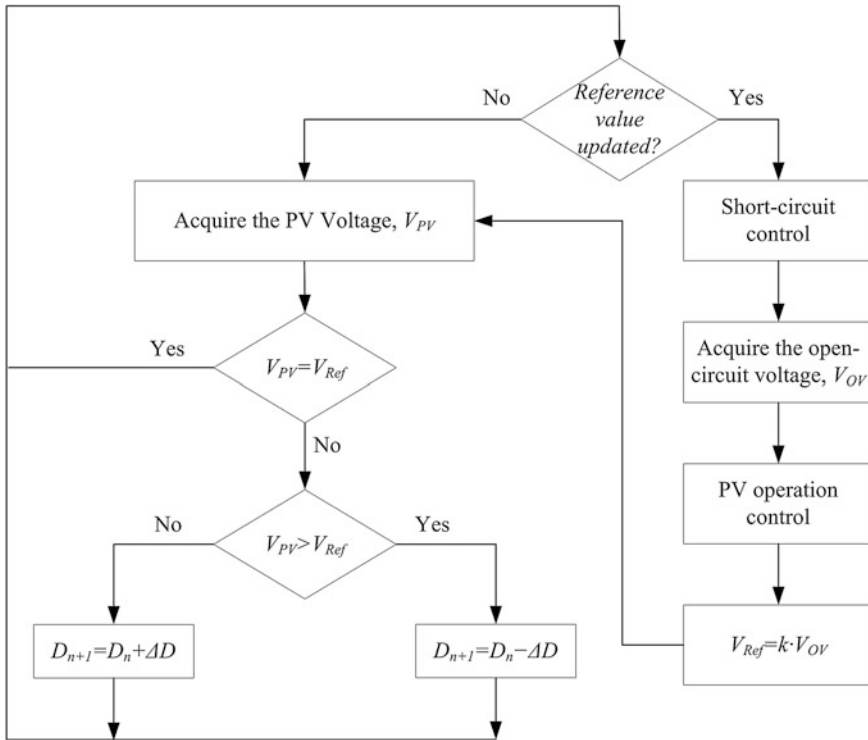 Reference
value
updated?
No
Yes
Acquire the PV Voltage, V_PV
Short-circuit
control
Yes
V_PV=V_Ref
No
Acquire the open-
circuit voltage, V_OV
PV operation
control
No
V_PV>V_Ref
Yes
D_n+1=D_n+ΔD
D_n+1=D_n−ΔD
V_Ref=k·V_OV